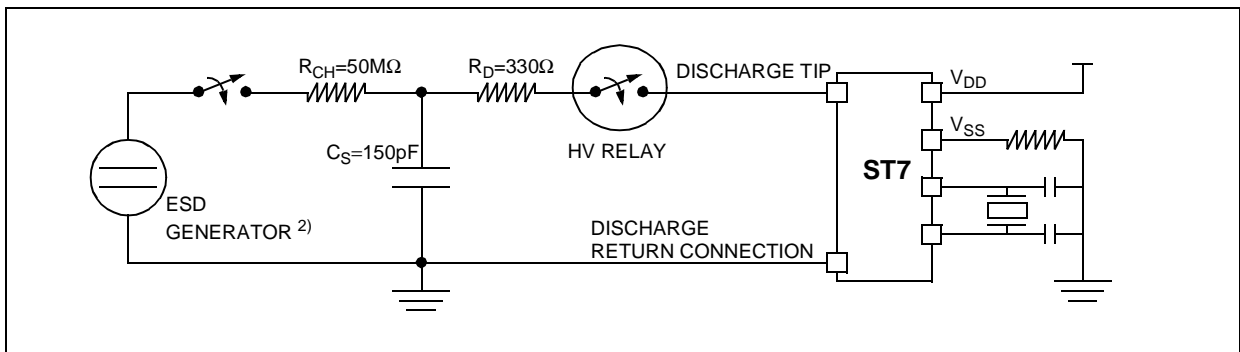 R_CH=50MΩ
R_D=330Ω
DISCHARGE TIP
V_DD
V_SS
C_S=150pF
HV RELAY
ST7
ESD
GENERATOR 2)
DISCHARGE
RETURN CONNECTION